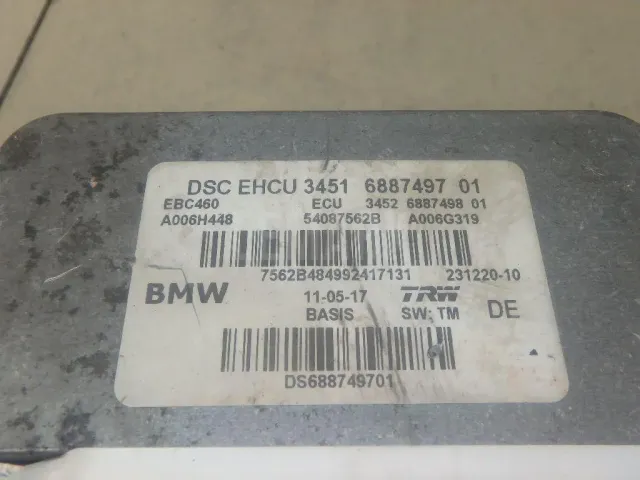 DSC EHCU 3451 6887497 01
EBC460 ECU 3452 6887498 01
A006H448 54087562B A006G319
7562B484992417131 231220-10
BMW 11-05-17 TRW DE
BASIS SW: TM
DS688749701